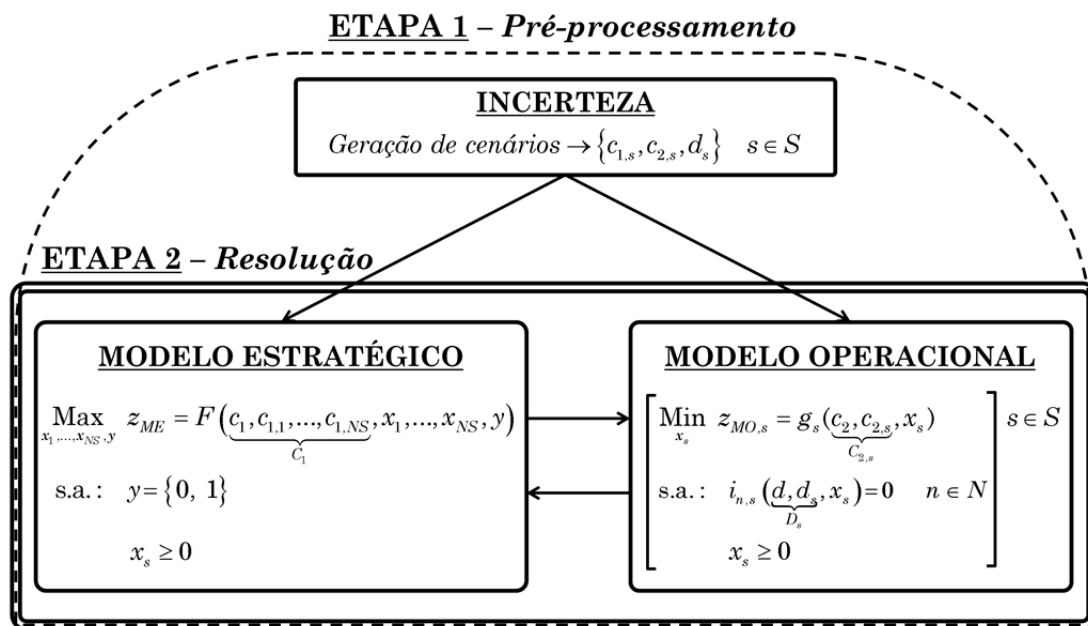 ETAPA 1 – Pré-processamento
INCERTEZA
Geração de cenários → {c_{1,s}, c_{2,s}, d_s} s ∈ S
ETAPA 2 – Resolução
MODELO ESTRATÉGICO
Max z_{ME} = F(c_1, c_{1,1}, ..., c_{1,NS}, x_1, ..., x_{NS}, y)
x_1,...,x_{NS},y
C_1
s.a.: y = {0, 1}
x_s ≥ 0
MODELO OPERACIONAL
Min z_{MO,s} = g_s(c_2, c_{2,s}, x_s) s ∈ S
x_s
C_{2,s}
s.a.: i_{n,s}(d, d_s, x_s) = 0 n ∈ N
D_s
x_s ≥ 0